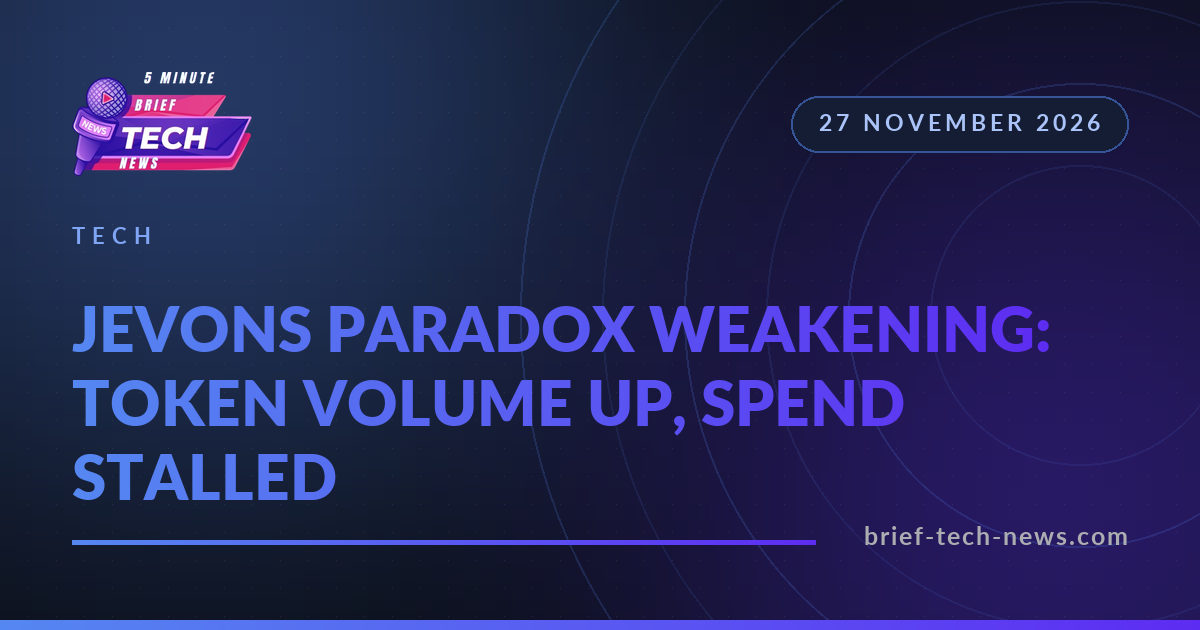 5 MINUTE
BRIEF
NEWS
TECH
NEWS
27 NOVEMBER 2026
TECH
JEVONS PARADOX WEAKENING:
TOKEN VOLUME UP, SPEND
STALLED
brief-tech-news.com